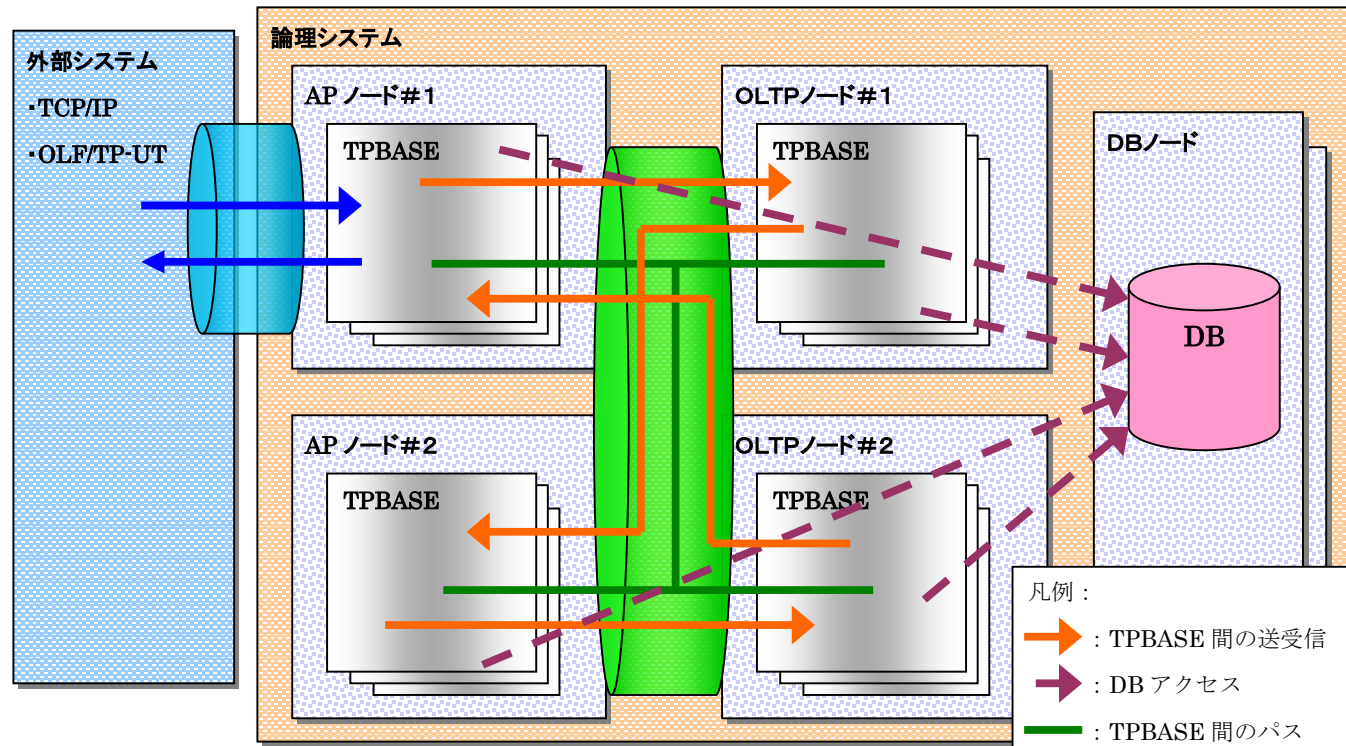 外部システム
・TCP/IP
・OLF/TP-UT
論理システム
AP ノード＃1
TPBASE
OLTPノード＃1
TPBASE
DBノード
DB
AP ノード＃2
TPBASE
OLTPノード＃2
TPBASE
凡例：
：TPBASE 間の送受信
：DB アクセス
：TPBASE 間のパス